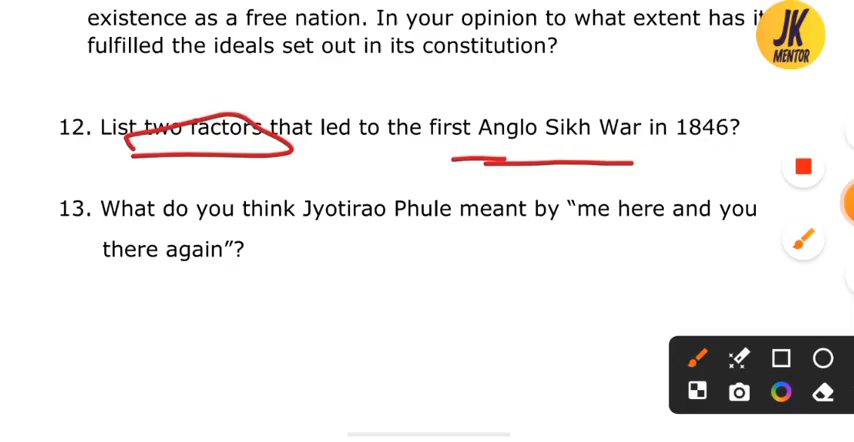 existence as a free nation. In your opinion to what extent has it
fulfilled the ideals set out in its constitution?
JK
MENTOR
12. List two factors that led to the first Anglo Sikh War in 1846?
13. What do you think Jyotirao Phule meant by “me here and you
there again”?